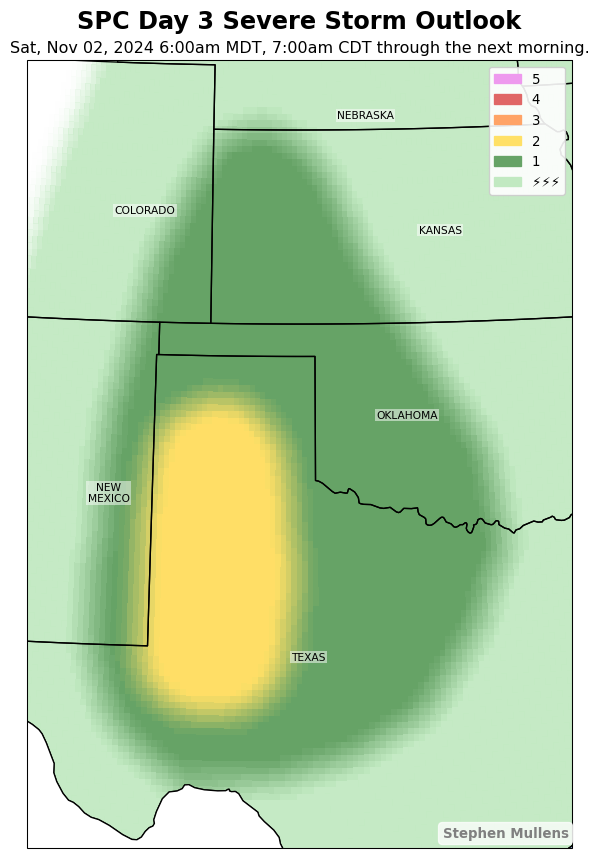 SPC Day 3 Severe Storm Outlook
Sat, Nov 02, 2024 6:00am MDT, 7:00am CDT through the next morning.
5
4
3
2
1
⚡⚡⚡
NEBRASKA
COLORADO
KANSAS
OKLAHOMA
NEW
MEXICO
TEXAS
Stephen Mullens